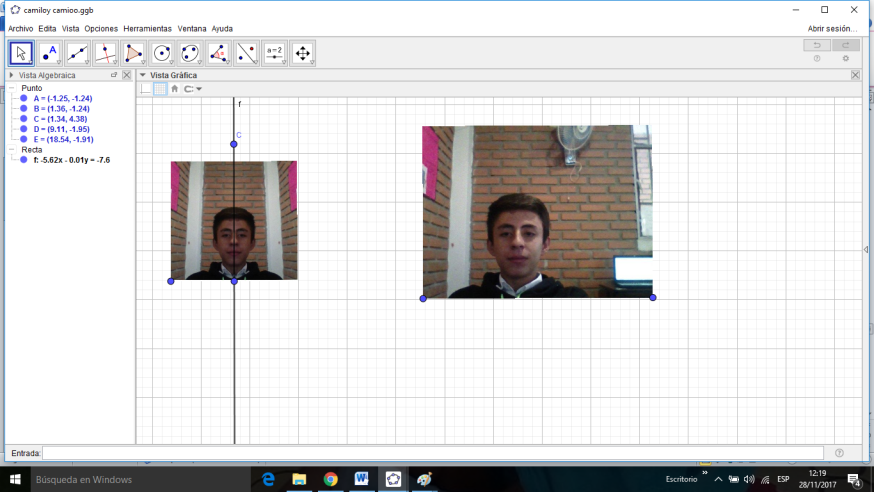 camiloy camioo.ggb
Archivo Edita Vista Opciones Herramientas Ventana Ayuda
Abrir sesión...
A
a=2
Vista Algebraica
Vista Gráfica
Punto
A = (-1.25, -1.24)
B = (1.36, -1.24)
C = (1.34, 4.38)
D = (9.11, -1.95)
E = (18.54, -1.91)
Recta
f: -5.62x - 0.01y = -7.6
f
C
Entrada:
Búsqueda en Windows
Escritorio
ESP
12:19
28/11/2017
4